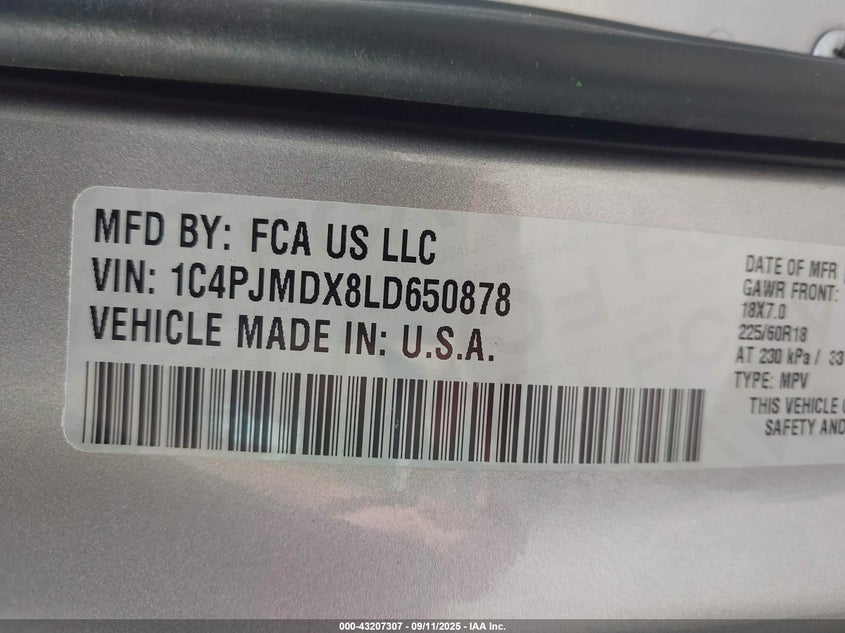 MFD BY: FCA US LLC
VIN: 1C4PJMDX8LD650878
VEHICLE MADE IN: U.S.A.
DATE OF MFR
GAWR FRONT:
18X7.0
225/60R18
AT 230 kPa / 33
TYPE: MPV
THIS VEHICLE
SAFETY AND
000-43207307 - 09/11/2025 - IAA Inc.